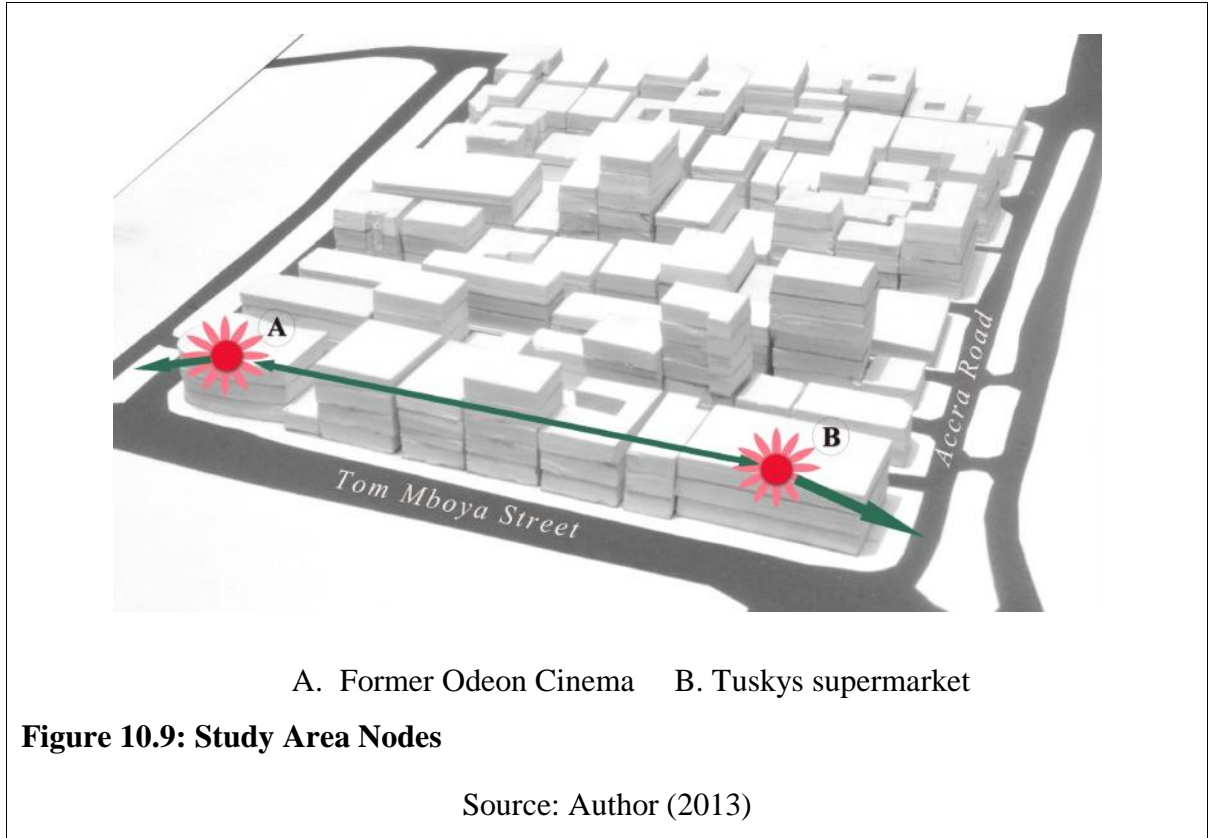 A
B
Accra Road
Tom Mboya Street
A. Former Odeon Cinema B. Tuskys supermarket
Figure 10.9: Study Area Nodes
Source: Author (2013)